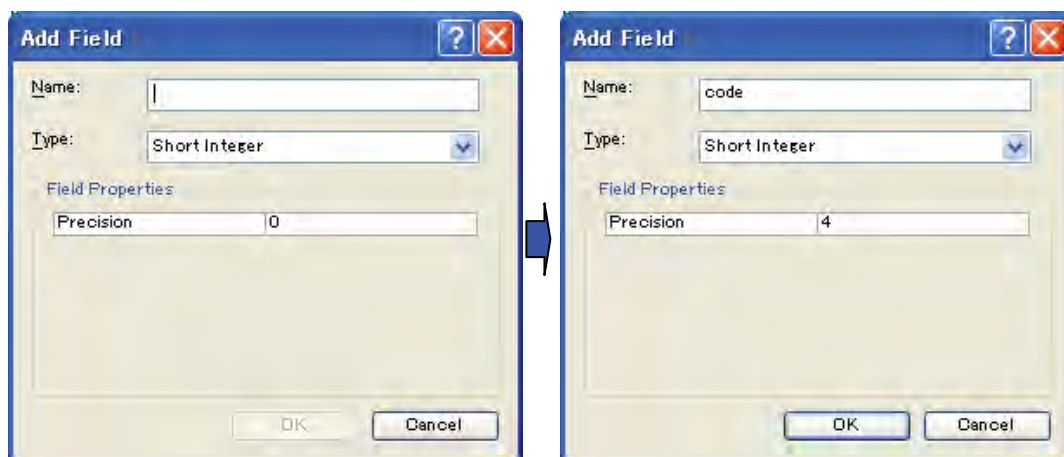 Add Field
Name:
Type: Short Integer
Field Properties
Precision 0
OK Cancel
Add Field
Name: code
Type: Short Integer
Field Properties
Precision 4
OK Cancel